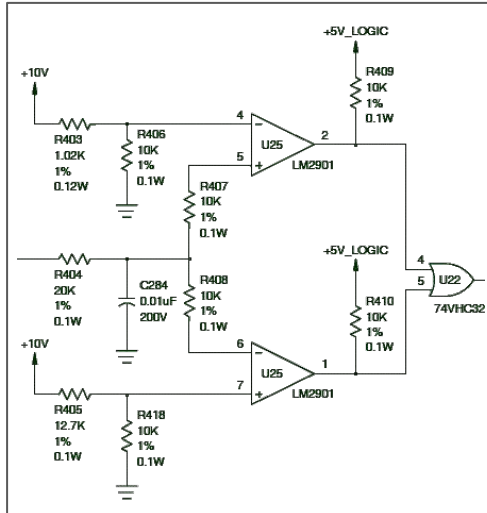 +5V_LOGIC
+10V
R409
10K
1%
0.1W
R403
1.02K
1%
0.12W
R406
10K
1%
0.1W
4
5
2
U25
LM2901
R407
10K
1%
0.1W
R404
20K
1%
0.1W
C284
0.01uF
200V
R408
10K
1%
0.1W
+5V_LOGIC
R410
10K
1%
0.1W
4
5
U22
74VHC32
+10V
R405
12.7K
1%
0.1W
R418
10K
1%
0.1W
6
7
1
U25
LM2901